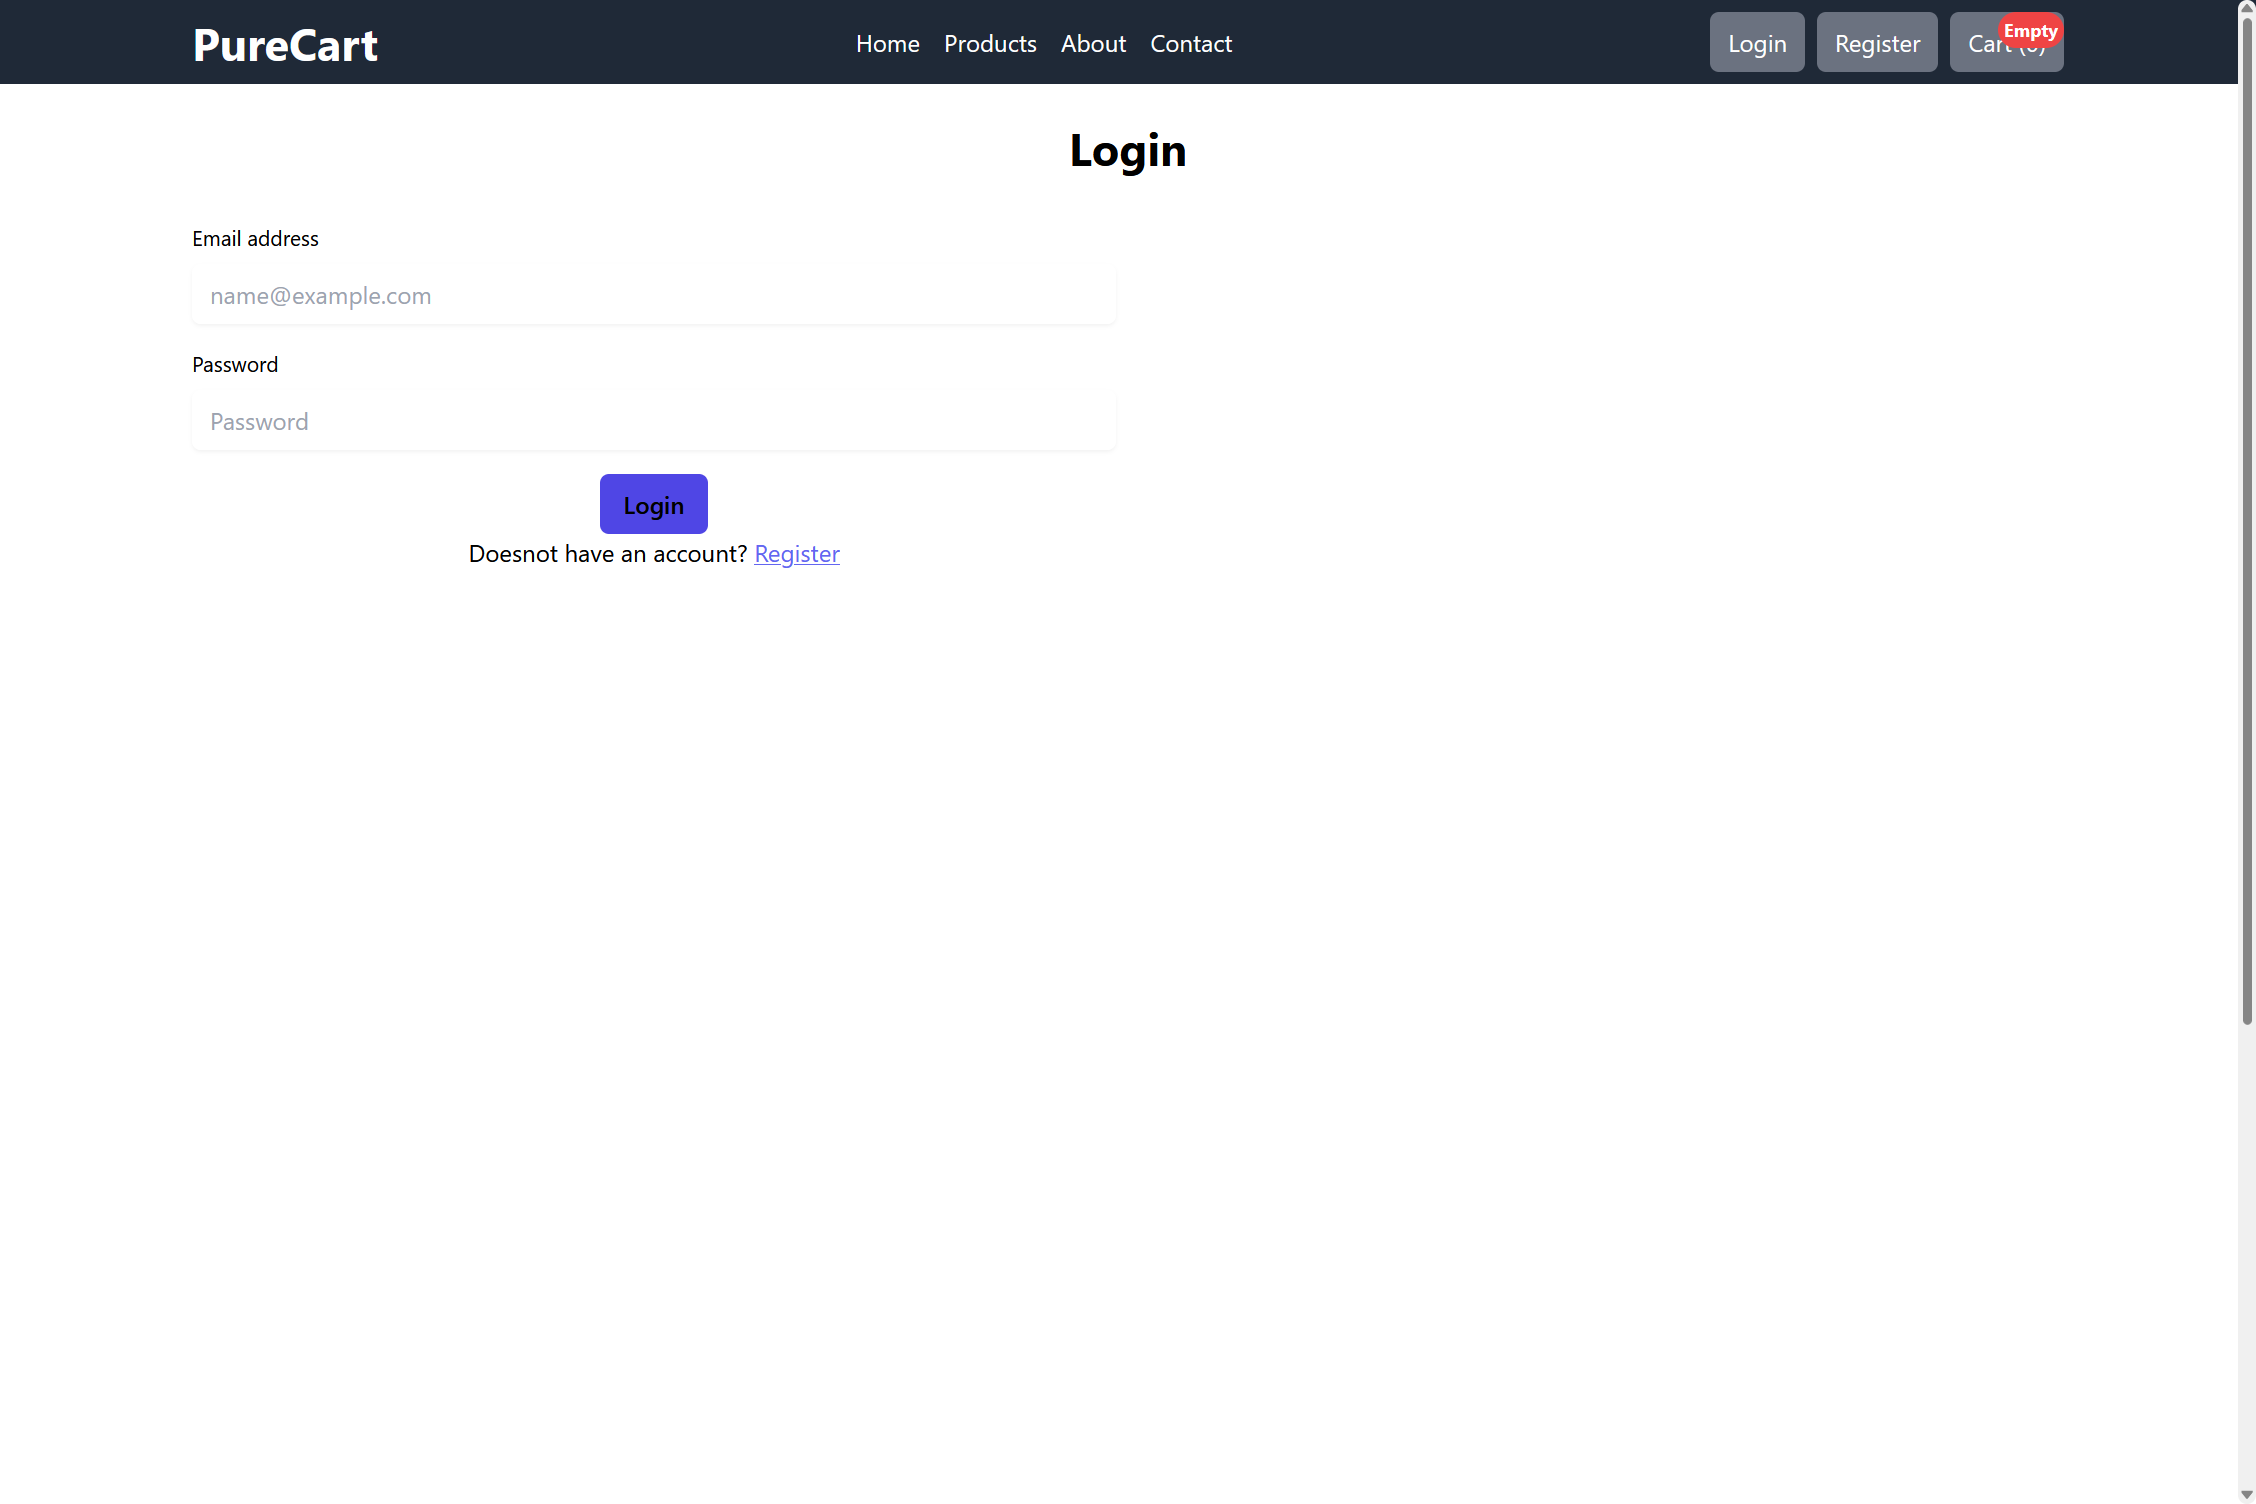 PureCart
Home Products About Contact
Login Register Cart Empty
Login
Email address
name@example.com
Password
Password
Login
Doesnot have an account? Register